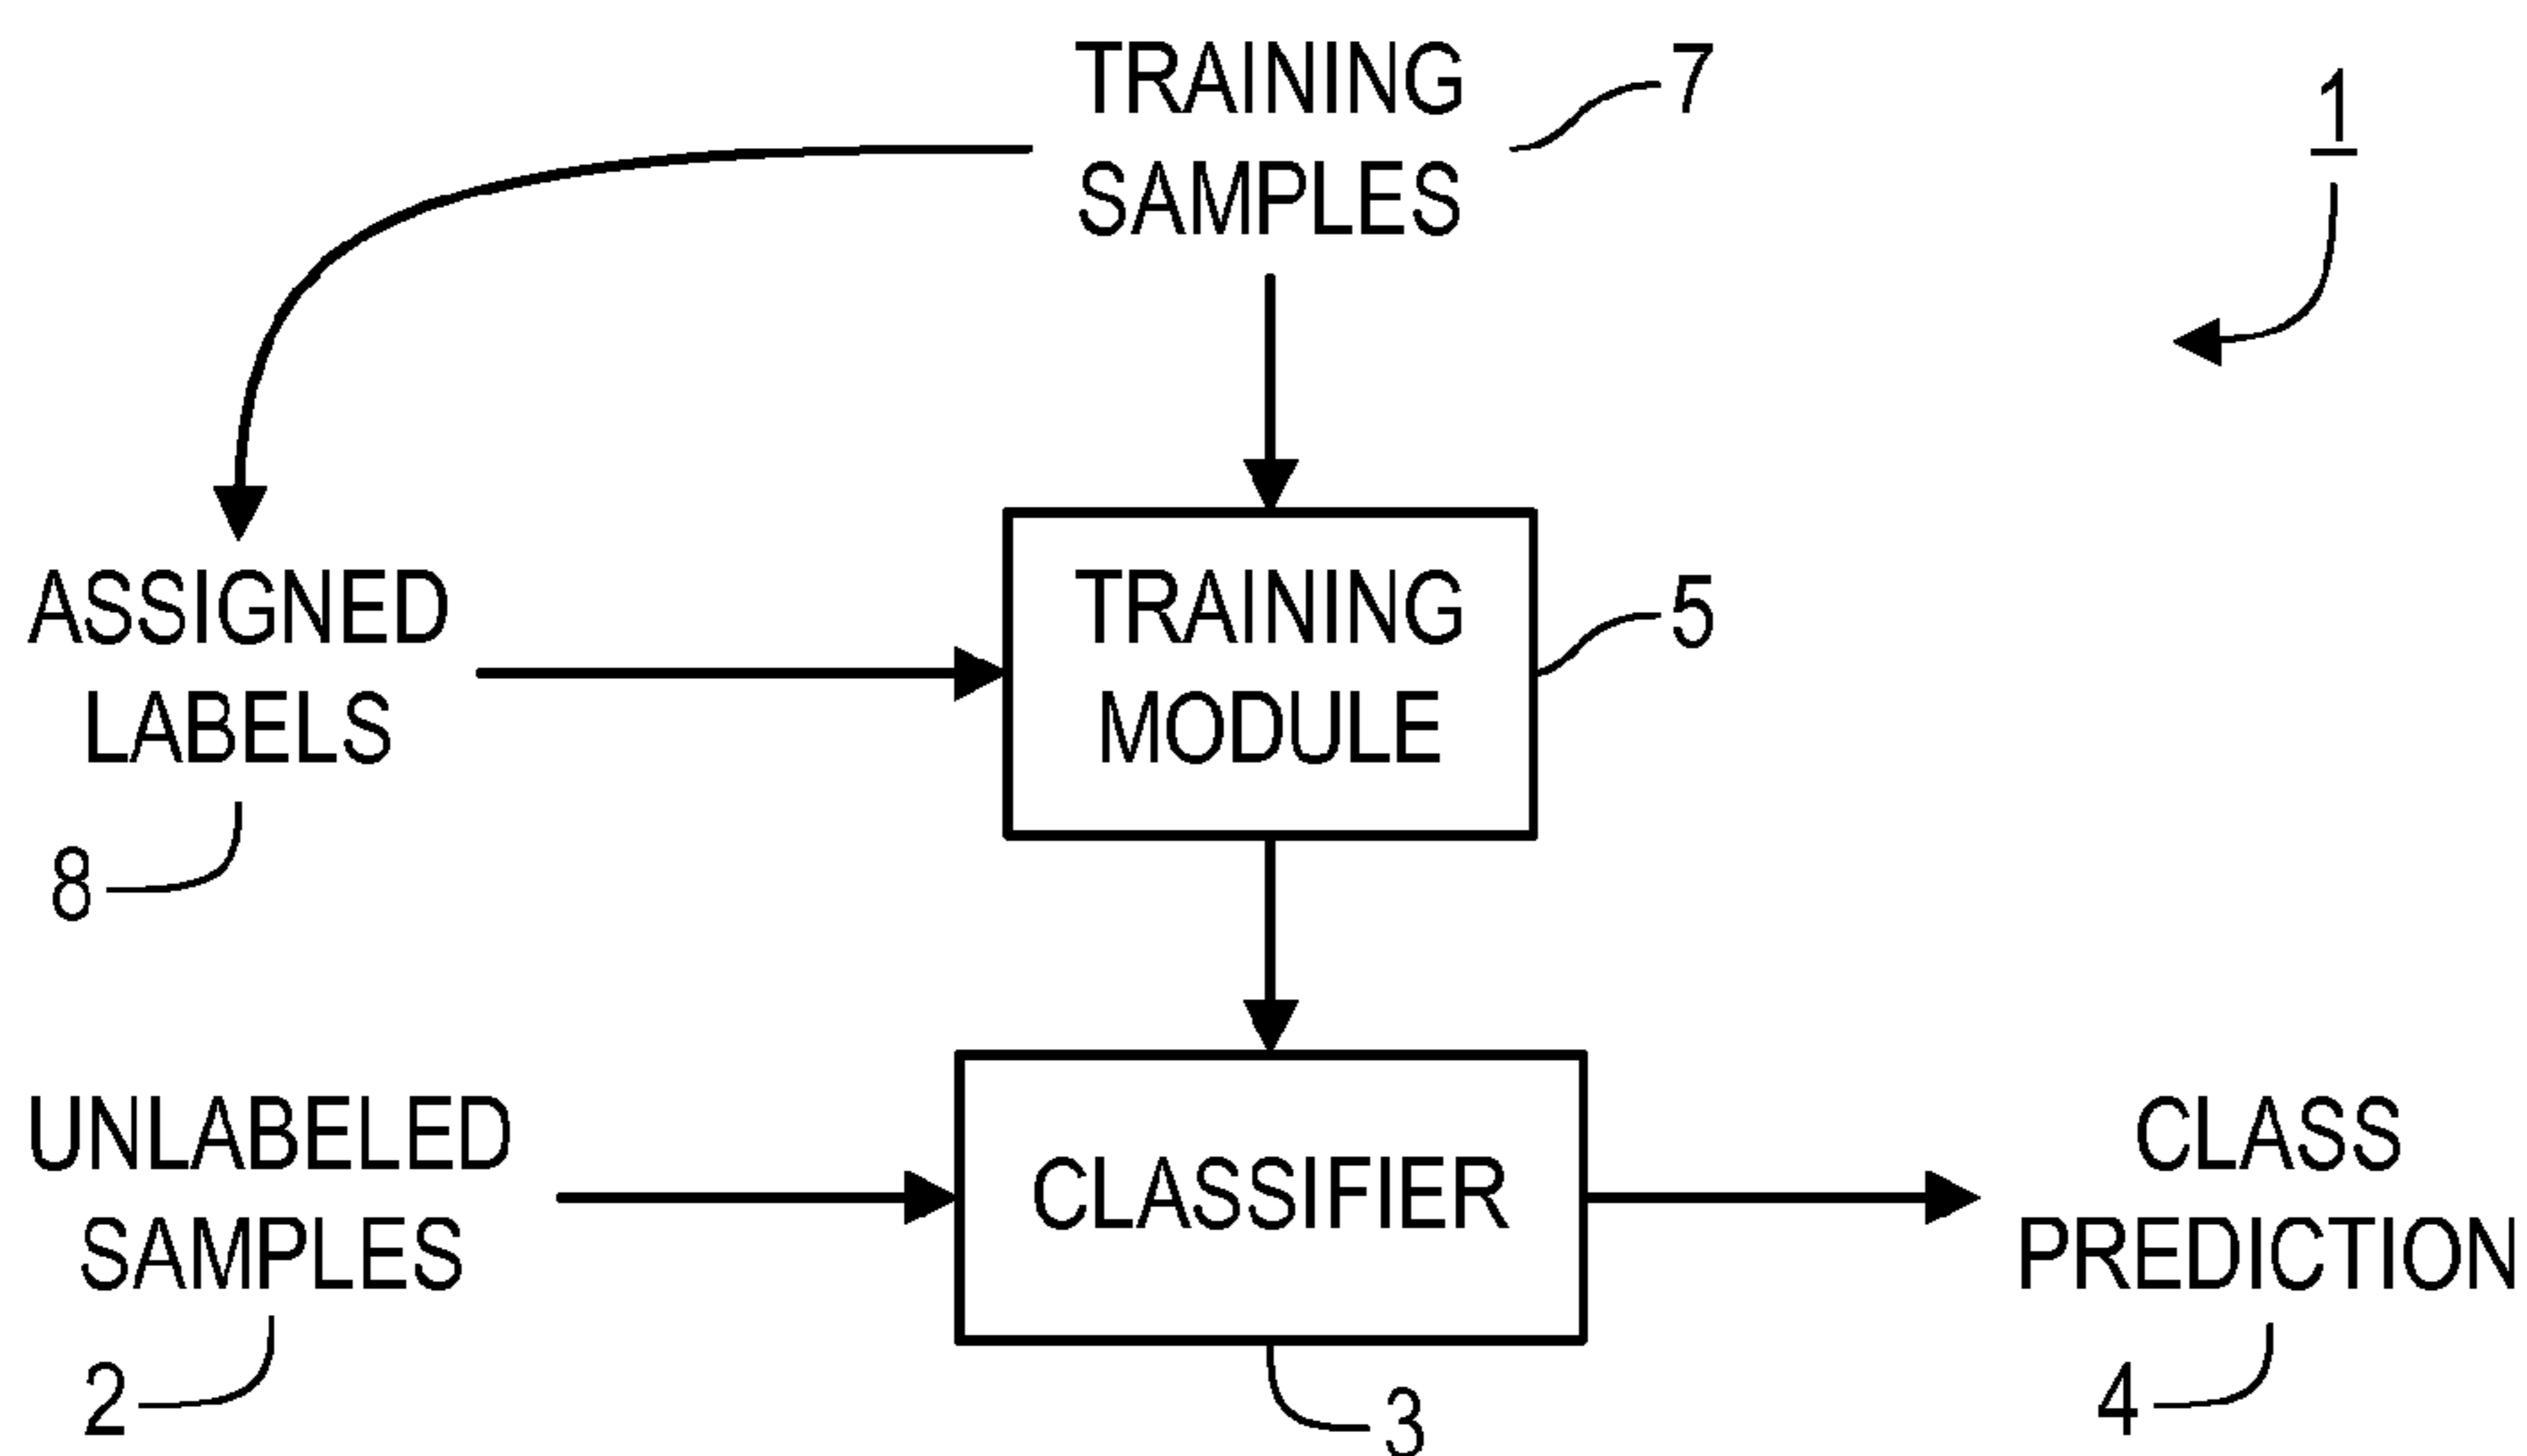 TRAINING
SAMPLES
7
1
ASSIGNED
LABELS
8
TRAINING
MODULE
5
UNLABELED
SAMPLES
2
CLASSIFIER
3
CLASS
PREDICTION
4